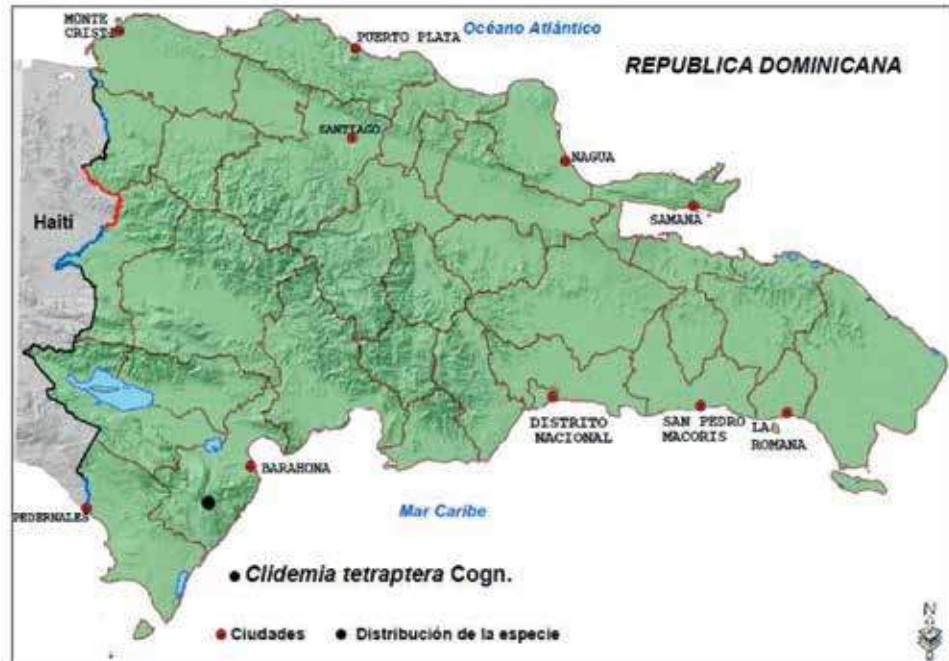 MONTE
CRISTI
PUERTO PLATA
Océano Atlántico
REPUBLICA DOMINICANA
SANTIAGO
NAGUA
SAMANA
Haití
DISTRITO
NACIONAL
SAN PEDRO
MACORIS
LA
ROMANA
BARAHONA
PEDERNALES
Mar Caribe
Clidemia tetraptera Cogn.
Ciudades
Distribución de la especie
N